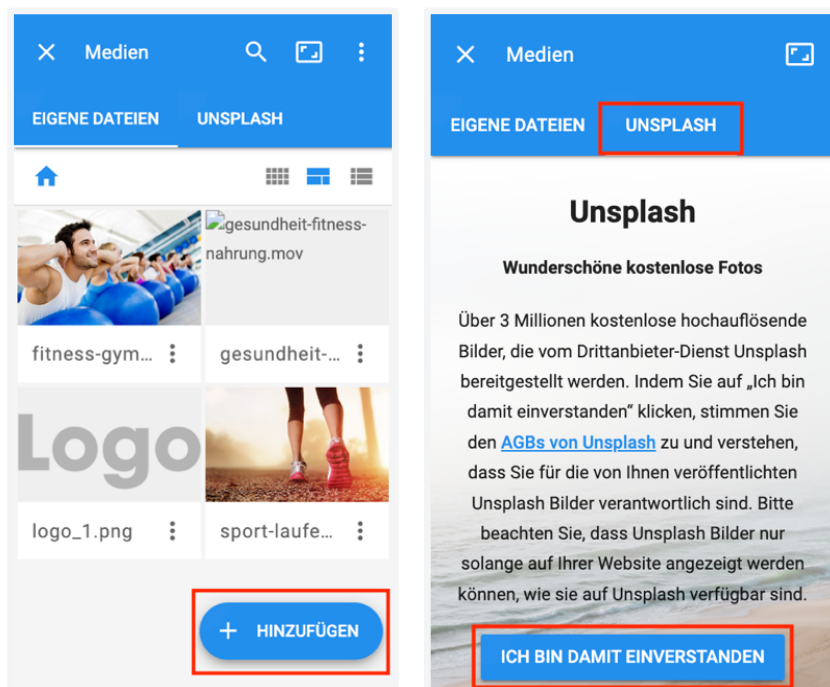 Medien
EIGENE DATEIEN UNSPLASH
gesundheit-fitness-
nahrung.mov
fitness-gym... gesundheit-...
Logo
logo_1.png sport-laufe...
+ HINZUFÜGEN
Medien
EIGENE DATEIEN UNSPLASH
Unsplash
Wunderschöne kostenlose Fotos
Über 3 Millionen kostenlose hochauflösende
Bilder, die vom Drittanbieter-Dienst Unsplash
bereitgestellt werden. Indem Sie auf „Ich bin
damit einverstanden“ klicken, stimmen Sie
den AGBs von Unsplash zu und verstehen,
dass Sie für die von Ihnen veröffentlichten
Unsplash Bilder verantwortlich sind. Bitte
beachten Sie, dass Unsplash Bilder nur
solange auf Ihrer Website angezeigt werden
können, wie sie auf Unsplash verfügbar sind.
ICH BIN DAMIT EINVERSTANDEN